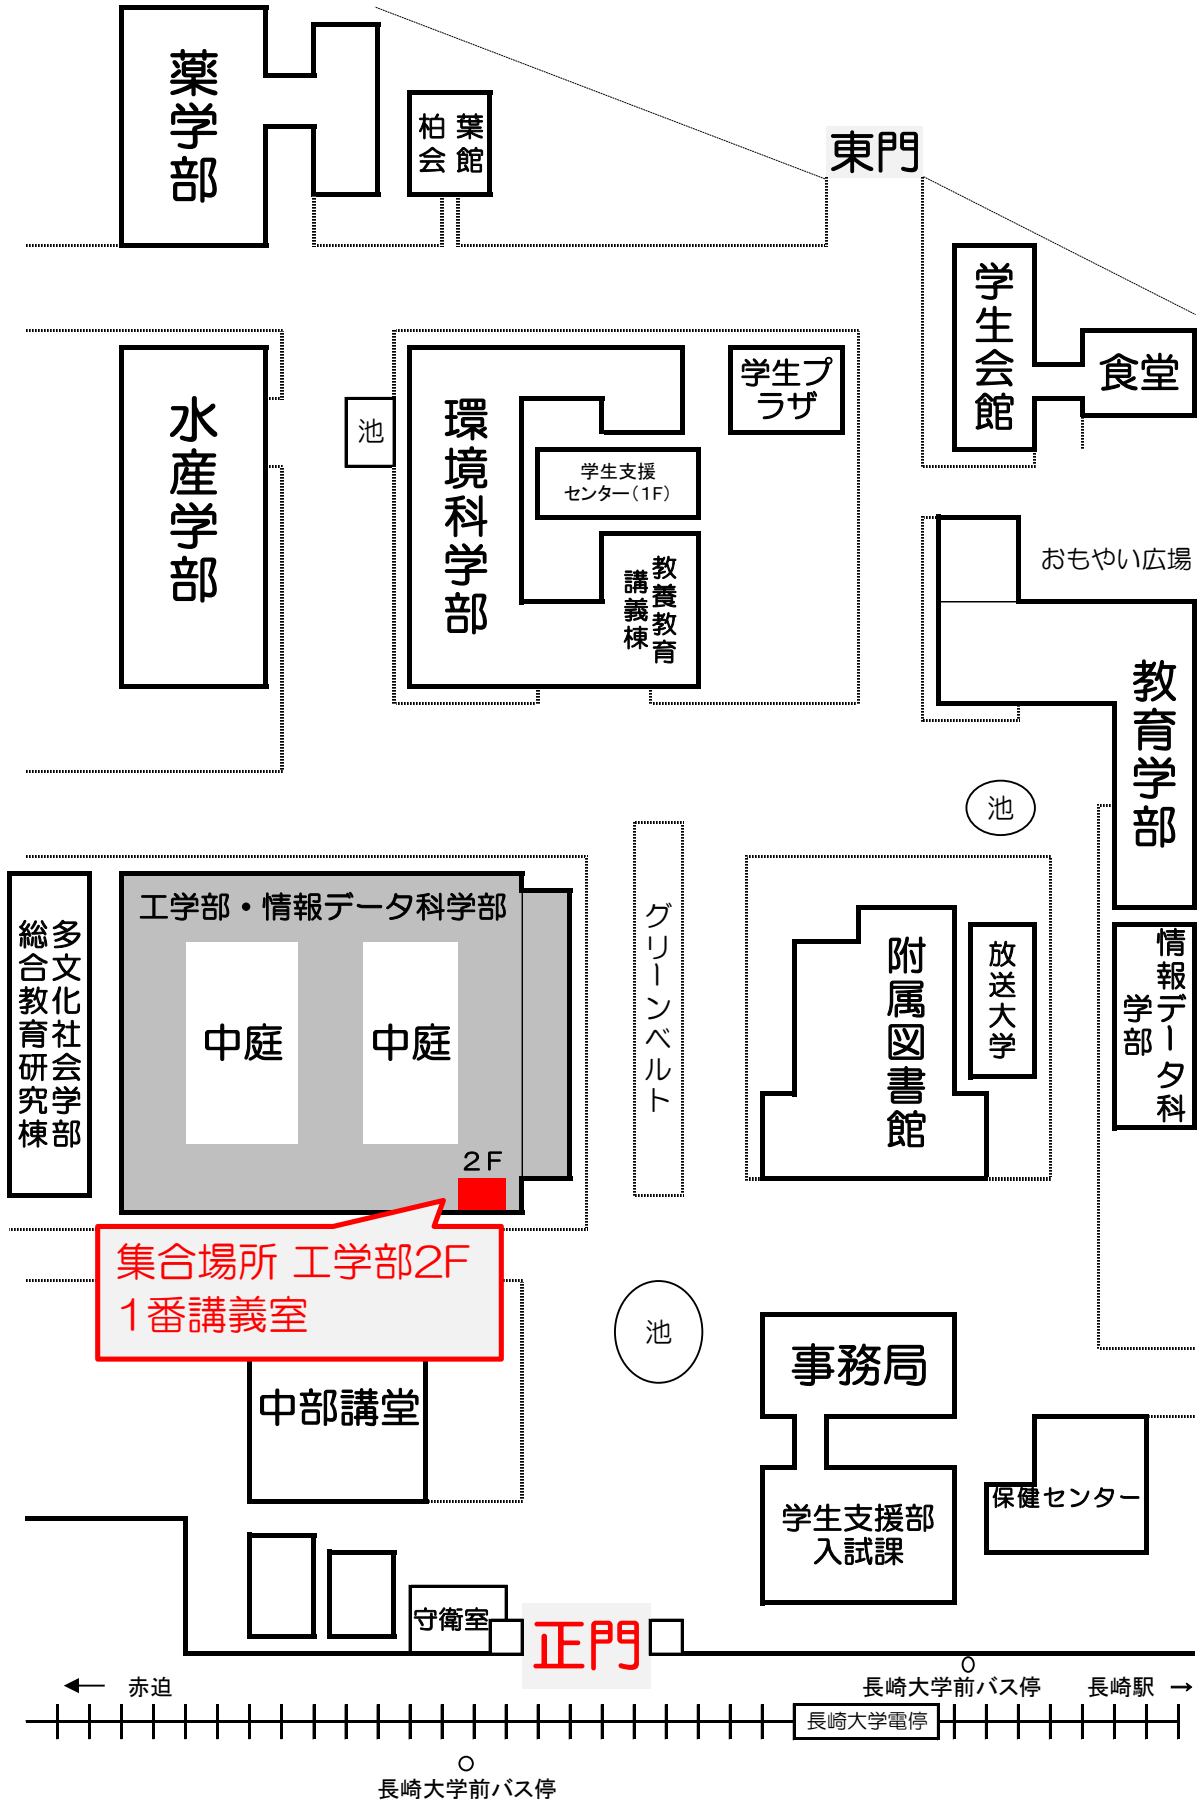 薬学部
柏葉
会館
東門
学生会館
食堂
水産学部
池
環境科学部
学生プ
ラザ
学生支援
センター（1F）
教養教育
講義棟
おもやい広場
教育学部
池
多文化社会学部
総合教育研究棟
工学部・情報データ科学部
中庭
中庭
2F
グリーンベルト
附属図書館
放送大学
情報データ科
学部
集合場所 工学部2F
1番講義室
池
中部講堂
事務局
学生支援部
入試課
保健センター
守衛室
正門
← 赤迫
長崎大学前バス停
長崎駅 →
長崎大学電停
長崎大学前バス停